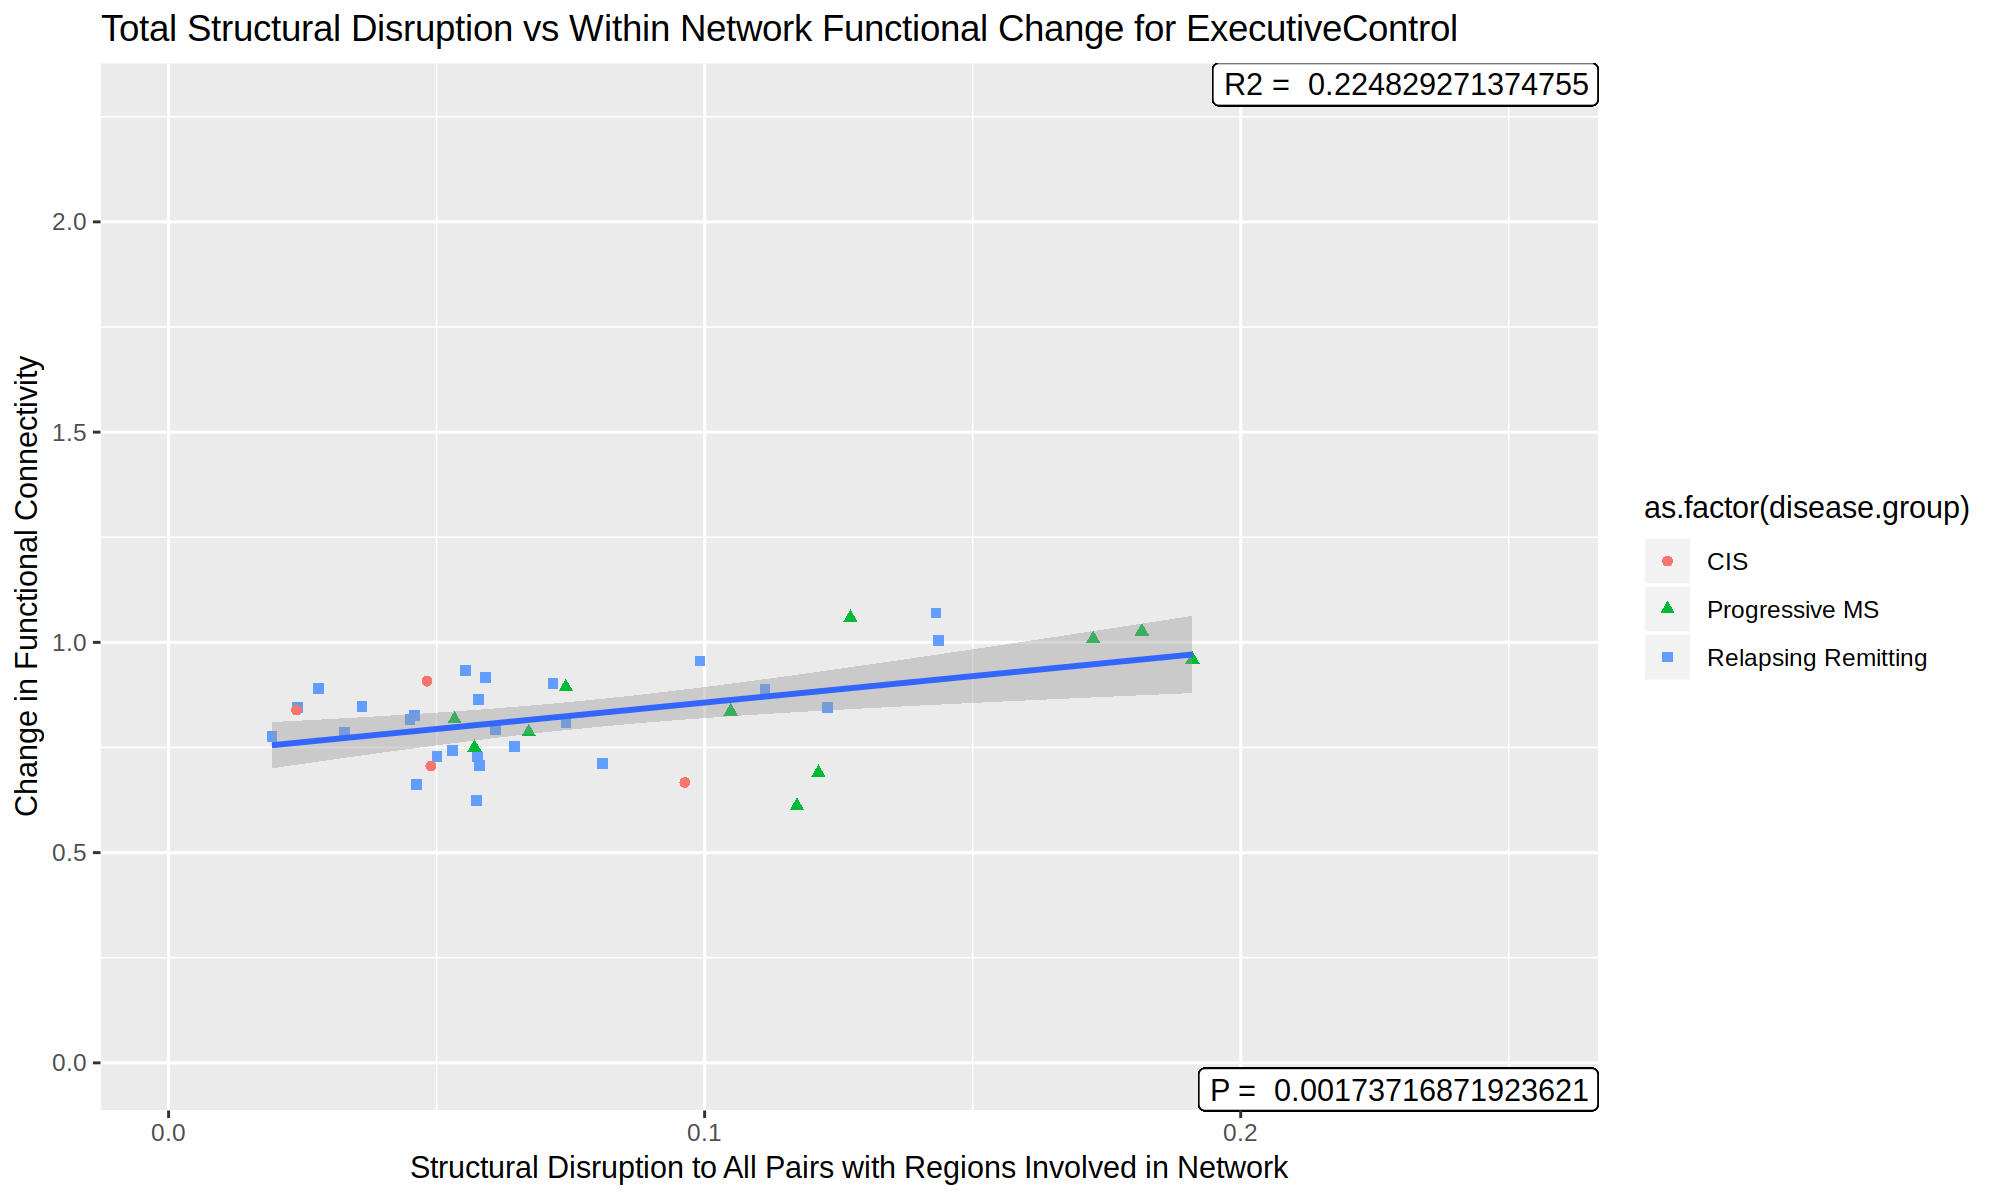 Total Structural Disruption vs Within Network Functional Change for ExecutiveControl
R2 =  0.224829271374755
2.0
1.5
1.0
0.5
0.0
Change in Functional Connectivity
as.factor(disease.group)
CIS
Progressive MS
Relapsing Remitting
P =  0.00173716871923621
0.0
0.1
0.2
Structural Disruption to All Pairs with Regions Involved in Network